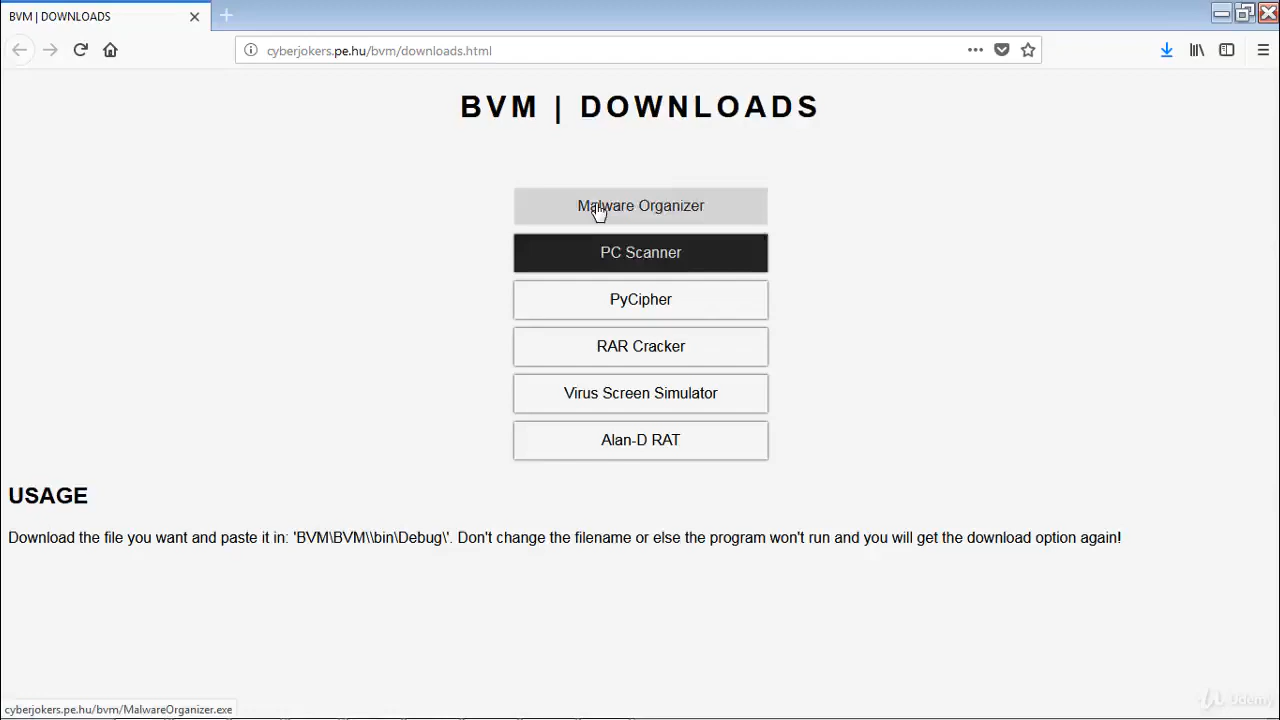 BVM | DOWNLOADS
cyberjokers.pe.hu/bvm/downloads.html
BVM | DOWNLOADS
Malware Organizer
PC Scanner
PyCipher
RAR Cracker
Virus Screen Simulator
Alan-D RAT
USAGE
Download the file you want and paste it in: 'BVM\BVM\\bin\Debug\'. Don't change the filename or else the program won't run and you will get the download option again!
cyberjokers.pe.hu/bvm/MalwareOrganizer.exe
Udemy